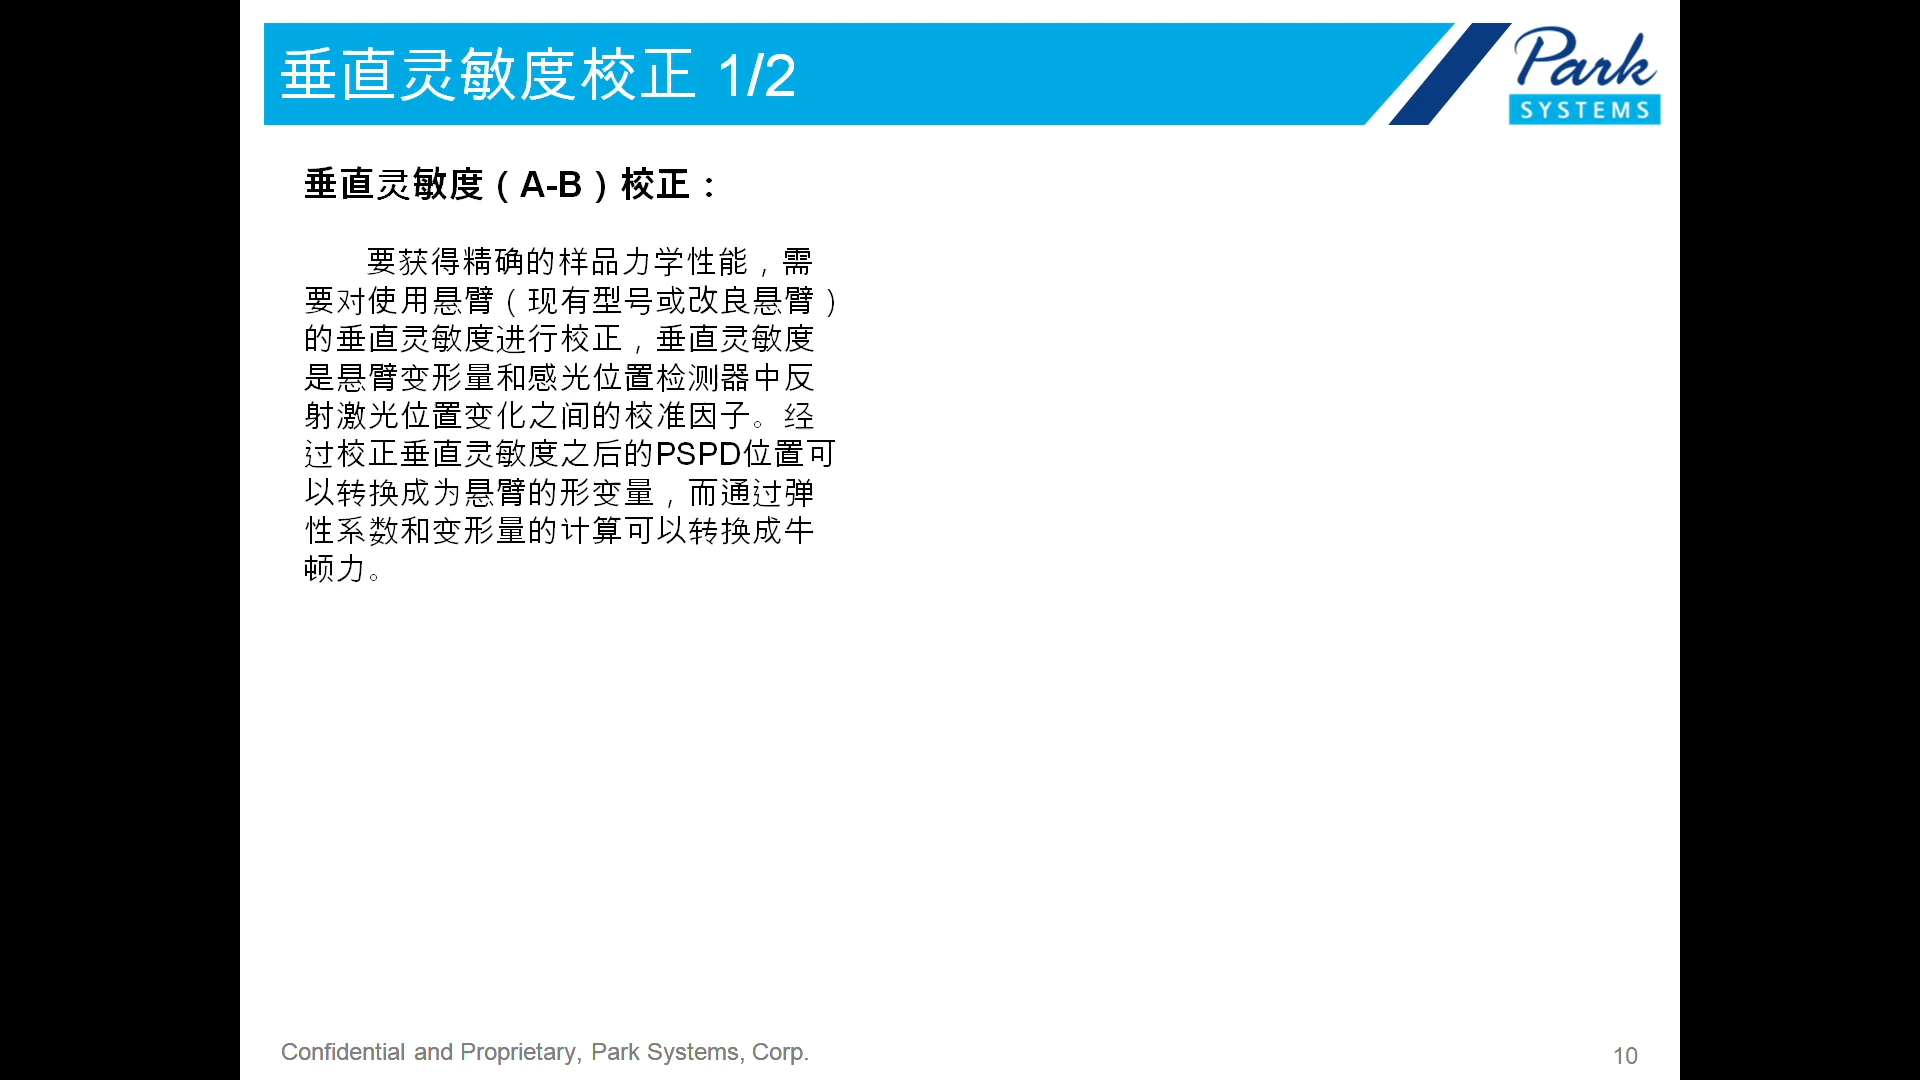 垂直灵敏度校正 1/2
Park
SYSTEMS
垂直灵敏度（A-B）校正：
要获得精确的样品力学性能，需
要对使用悬臂（现有型号或改良悬臂）
的垂直灵敏度进行校正，垂直灵敏度
是悬臂变形量和感光位置检测器中反
射激光位置变化之间的校准因子。经
过校正垂直灵敏度之后的PSPD位置可
以转换成为悬臂的形变量，而通过弹
性系数和变形量的计算可以转换成牛
顿力。
Confidential and Proprietary, Park Systems, Corp.
10